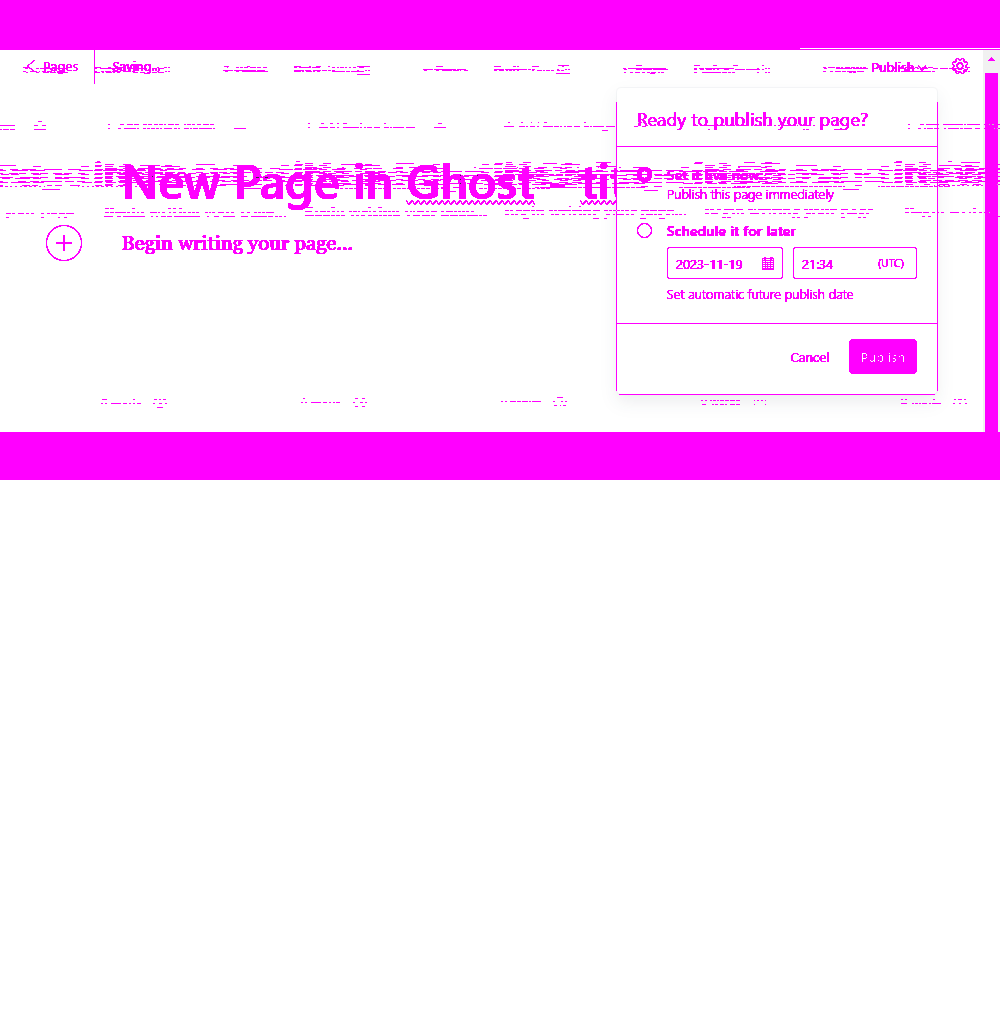 Pages
Saving...
Publish
Ready to publish your page?
New Page in Ghost - tit
Set it live now
Publish this page immediately
Begin writing your page...
Schedule it for later
2023-11-19
21:34
(UTC)
Set automatic future publish date
Cancel
Publish